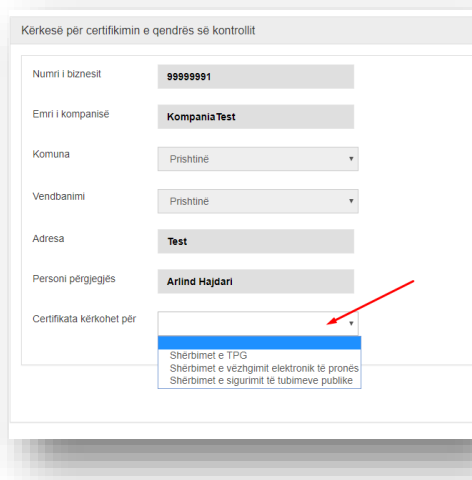 Kërkesë për certifikimin e qendrës së kontrollit
Numri i biznesit 99999991
Emri i kompanisë KompaniaTest
Komuna Prishtinë
Vendbanimi Prishtinë
Adresa Test
Personi përgjegjës Arlind Hajdari
Certifikata kërkohet për
Shërbimet e TPG
Shërbimet e vëzhgimit elektronik të pronës
Shërbimet e sigurimit të tubimeve publike